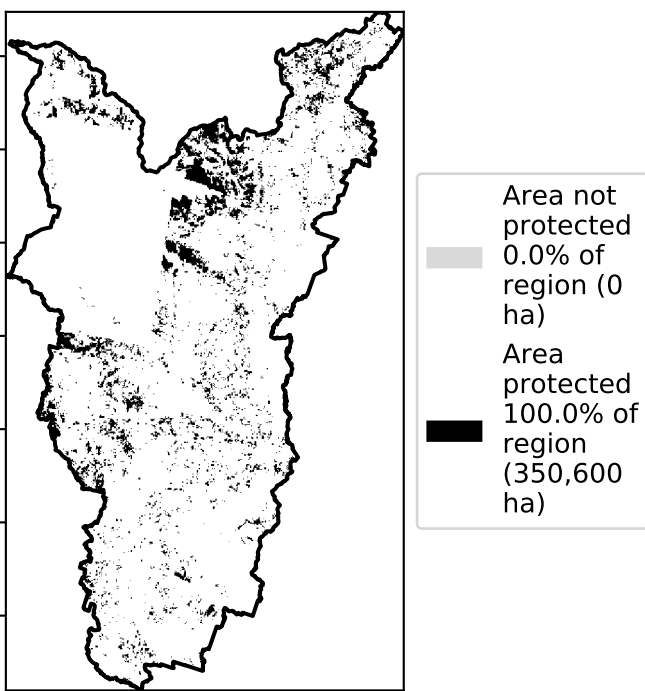 Area not
protected
0.0% of
region (0
ha)
Area
protected
100.0% of
region
(350,600
ha)